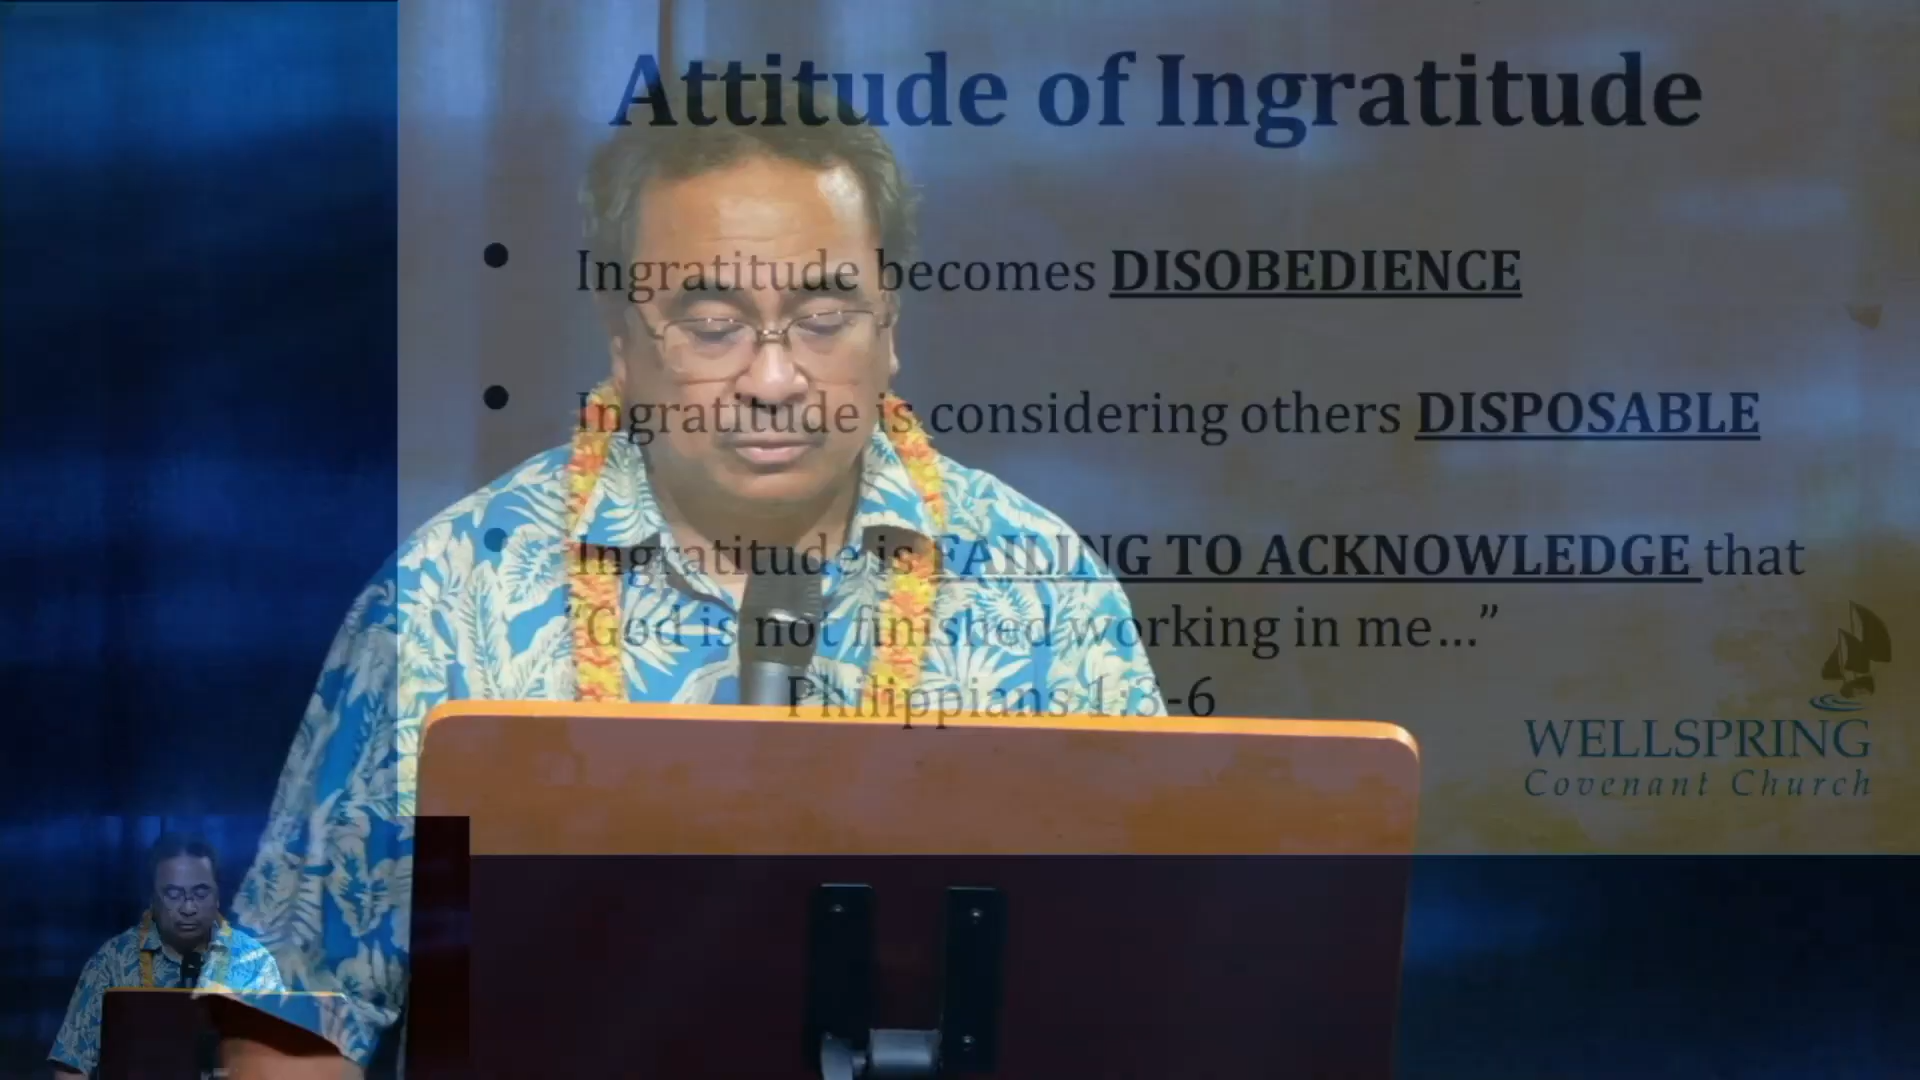 Attitude of Ingratitude
• Ingratitude becomes DISOBEDIENCE
• Ingratitude is considering others DISPOSABLE
• Ingratitude is FAILING TO ACKNOWLEDGE that
“God is not finished working in me…”
Philippians 1:3-6
WELLSPRING
Covenant Church